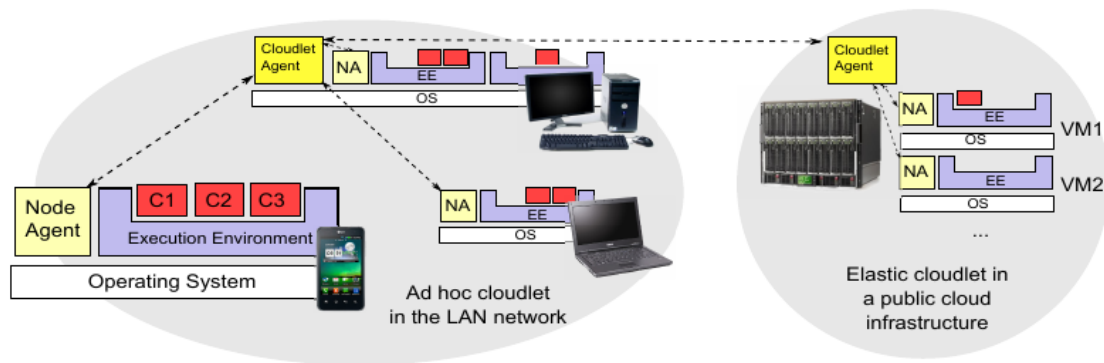 Cloudlet
Agent
NA
EE
OS
Node
Agent
C1
C2
C3
Execution Environment
Operating System
NA
EE
OS
Ad hoc cloudlet
in the LAN network
Cloudlet
Agent
NA
EE
OS
VM1
NA
EE
OS
VM2
...
Elastic cloudlet in
a public cloud
infrastructure